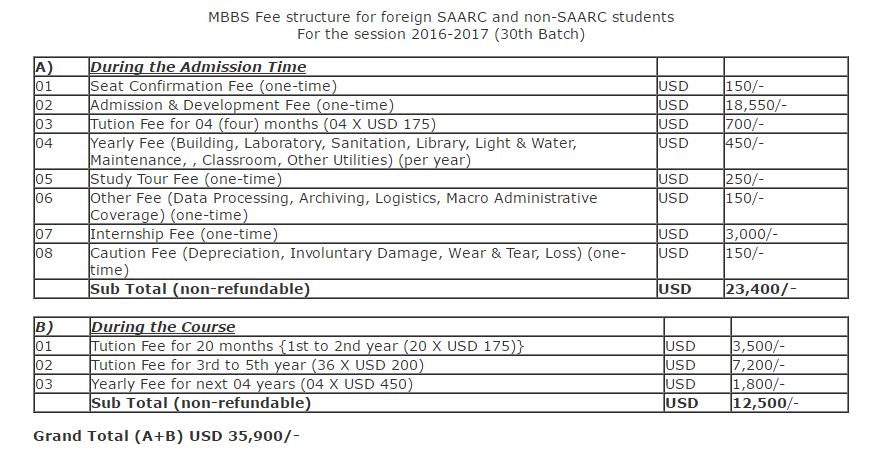 MBBS Fee structure for foreign SAARC and non-SAARC students
For the session 2016-2017 (30th Batch)
A) During the Admission Time
01 Seat Confirmation Fee (one-time) USD 150/-
02 Admission & Development Fee (one-time) USD 18,550/-
03 Tution Fee for 04 (four) months (04 X USD 175) USD 700/-
04 Yearly Fee (Building, Laboratory, Sanitation, Library, Light & Water, USD 450/-
Maintenance, , Classroom, Other Utilities) (per year)
05 Study Tour Fee (one-time) USD 250/-
06 Other Fee (Data Processing, Archiving, Logistics, Macro Administrative USD 150/-
Coverage) (one-time)
07 Internship Fee (one-time) USD 3,000/-
08 Caution Fee (Depreciation, Involuntary Damage, Wear & Tear, Loss) (one- USD 150/-
time)
Sub Total (non-refundable) USD 23,400/-
B) During the Course
01 Tution Fee for 20 months {1st to 2nd year (20 X USD 175)} USD 3,500/-
02 Tution Fee for 3rd to 5th year (36 X USD 200) USD 7,200/-
03 Yearly Fee for next 04 years (04 X USD 450) USD 1,800/-
Sub Total (non-refundable) USD 12,500/-
Grand Total (A+B) USD 35,900/-